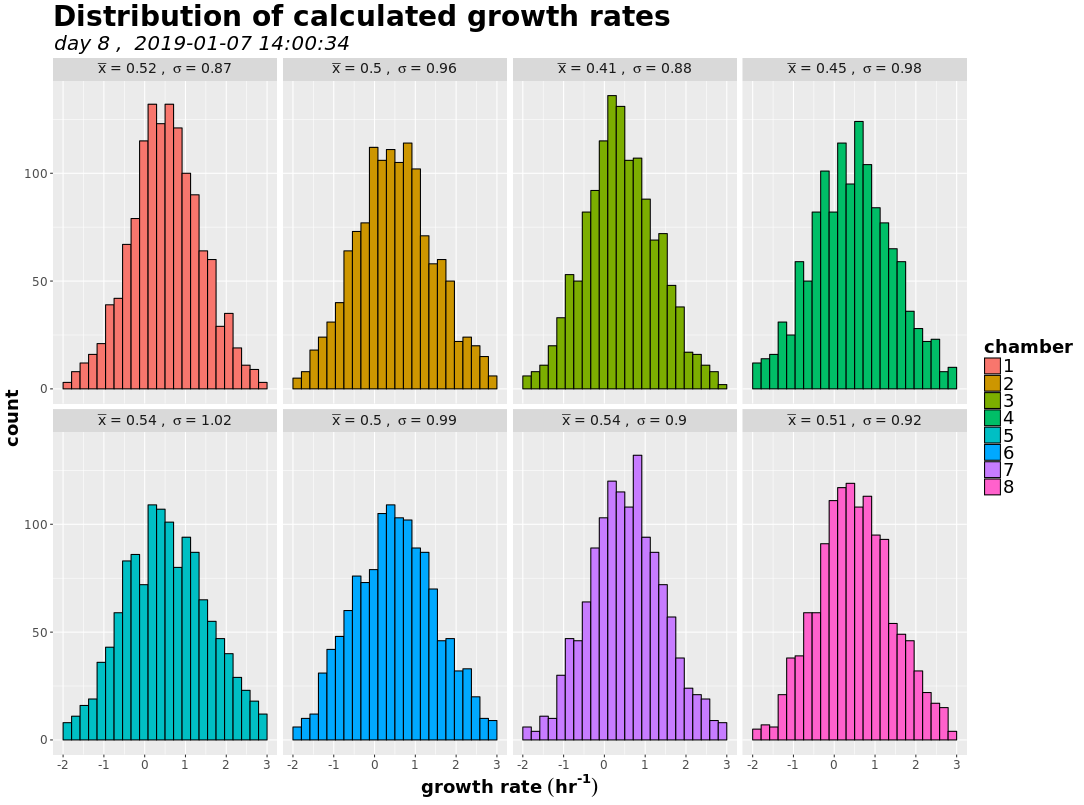 Distribution of calculated growth rates
day 8 ,  2019-01-07 14:00:34
x̅ = 0.52 ,  σ = 0.87
x̅ = 0.5 ,  σ = 0.96
x̅ = 0.41 ,  σ = 0.88
x̅ = 0.45 ,  σ = 0.98
100
50
0
x̅ = 0.54 ,  σ = 1.02
x̅ = 0.5 ,  σ = 0.99
x̅ = 0.54 ,  σ = 0.9
x̅ = 0.51 ,  σ = 0.92
100
50
0
count
-2 -1 0 1 2 3
-2 -1 0 1 2 3
-2 -1 0 1 2 3
-2 -1 0 1 2 3
growth rate (hr⁻¹)
chamber
1
2
3
4
5
6
7
8